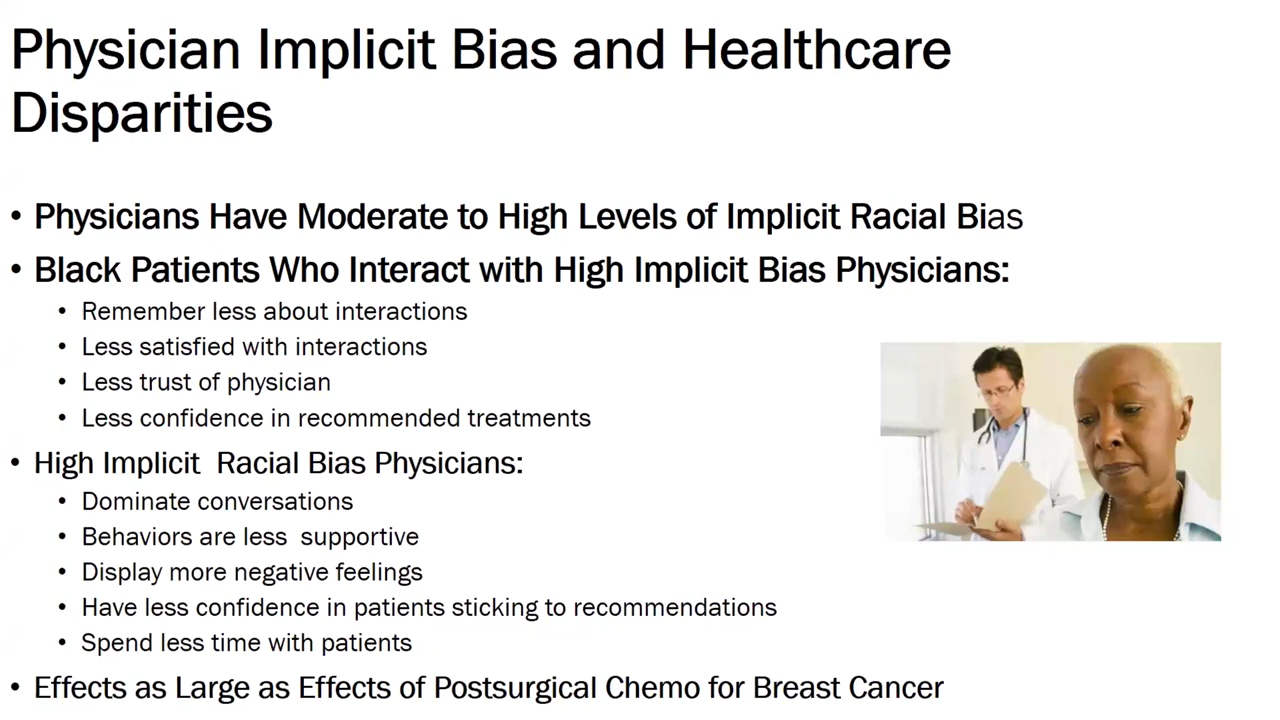 Physician Implicit Bias and Healthcare
Disparities
• Physicians Have Moderate to High Levels of Implicit Racial Bias
• Black Patients Who Interact with High Implicit Bias Physicians:
• Remember less about interactions
• Less satisfied with interactions
• Less trust of physician
• Less confidence in recommended treatments
• High Implicit  Racial Bias Physicians:
• Dominate conversations
• Behaviors are less  supportive
• Display more negative feelings
• Have less confidence in patients sticking to recommendations
• Spend less time with patients
• Effects as Large as Effects of Postsurgical Chemo for Breast Cancer